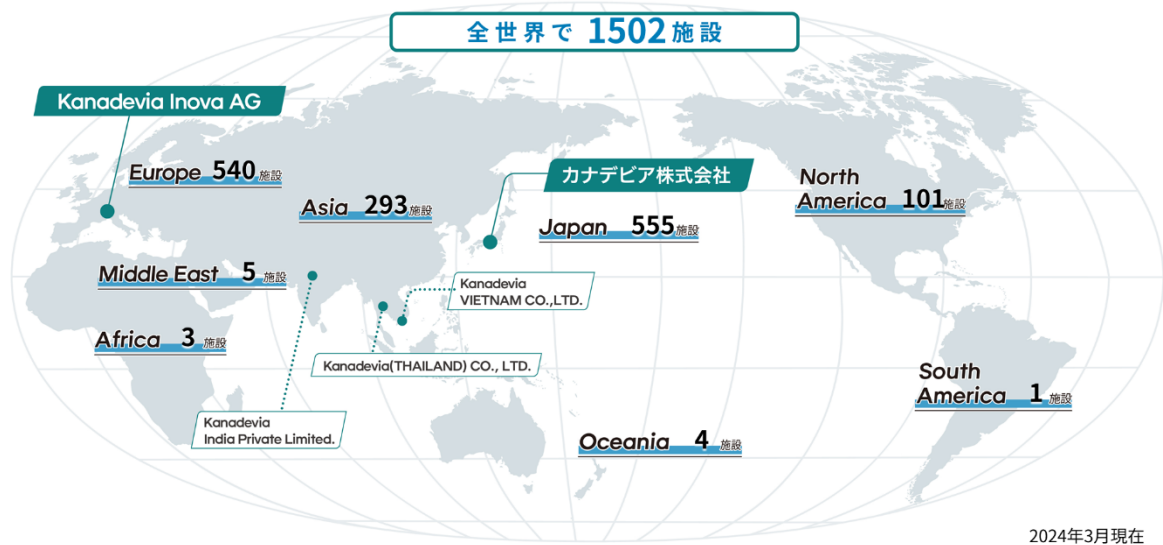 全世界で 1502施設
Kanadevia Inova AG
Europe 540施設
カナデビア株式会社
Asia 293施設
North
America 101施設
Japan 555施設
Middle East 5施設
Kanadevia
VIETNAM CO.,LTD.
Africa 3施設
Kanadevia(THAILAND) CO., LTD.
South
America 1施設
Kanadevia
India Private Limited.
Oceania 4施設
2024年3月現在